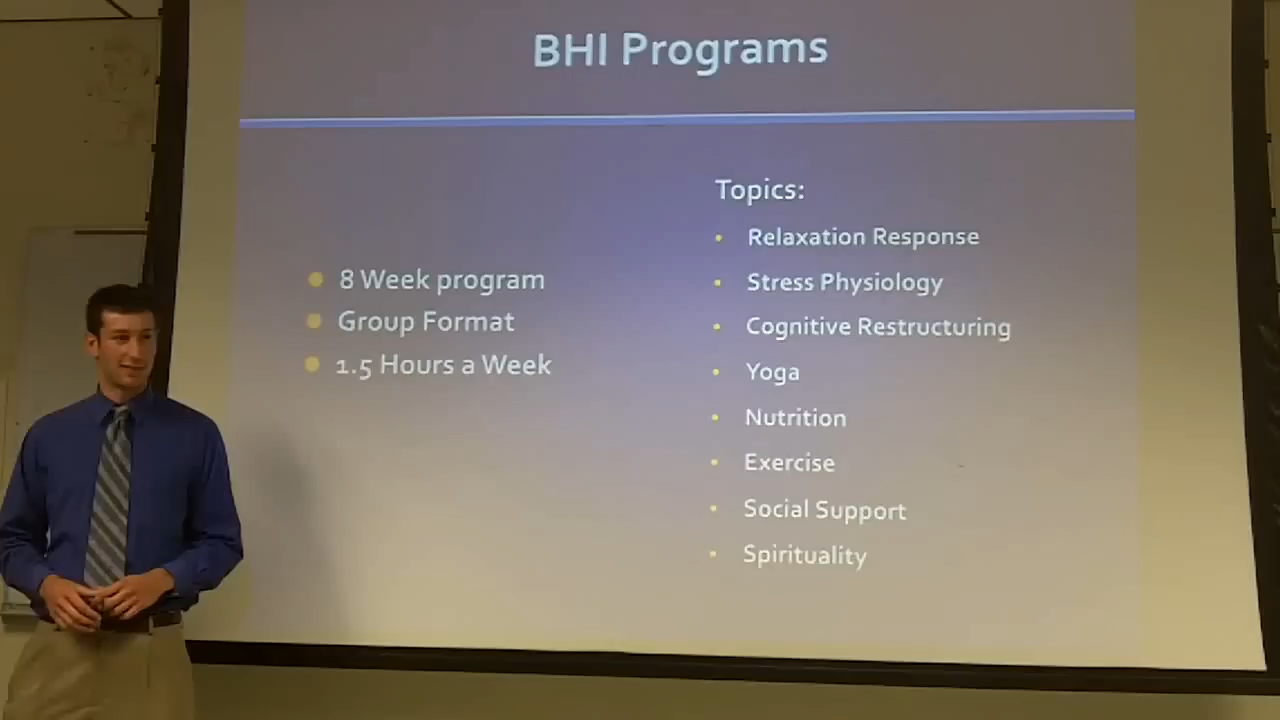 BHI Programs
8 Week program
Group Format
1.5 Hours a Week
Topics:
Relaxation Response
Stress Physiology
Cognitive Restructuring
Yoga
Nutrition
Exercise
Social Support
Spirituality